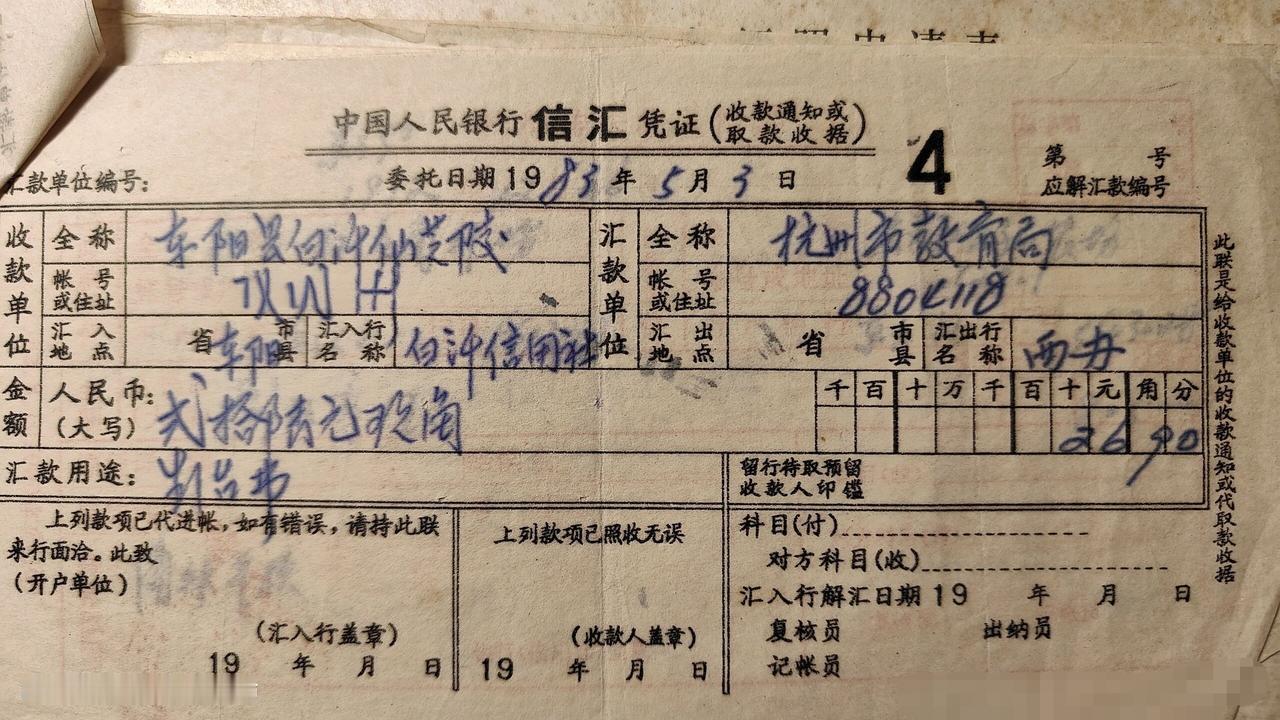 中国人民银行信汇凭证(收款通知或取款收据)
4
第 号
汇款单位编号:
委托日期1983年5月3日
应解汇款编号
收款单位
全称
汇款单位
全称
杭州市教育局
帐号或住址
帐号或住址
8804118
汇入地点
省 东阳 市县
汇入行名称
白坪信用社
汇出地点
省 市县
汇出行名称
西办
金额
人民币:(大写)
贰拾陆元玖角
千百十万千百十元角分
2690
汇款用途:
留行待取预留收款人印鑑
上列款项已代进帐,如有错误,请持此联
来行面洽。此致
(开户单位)
(汇入行盖章)
19 年 月 日
上列款项已照收无误
(收款人盖章)
19 年 月 日
科目(付)
对方科目(收)
汇入行解汇日期19 年 月 日
复核员 出纳员
记帐员
此联是给收款单位的收款通知或代取款收据